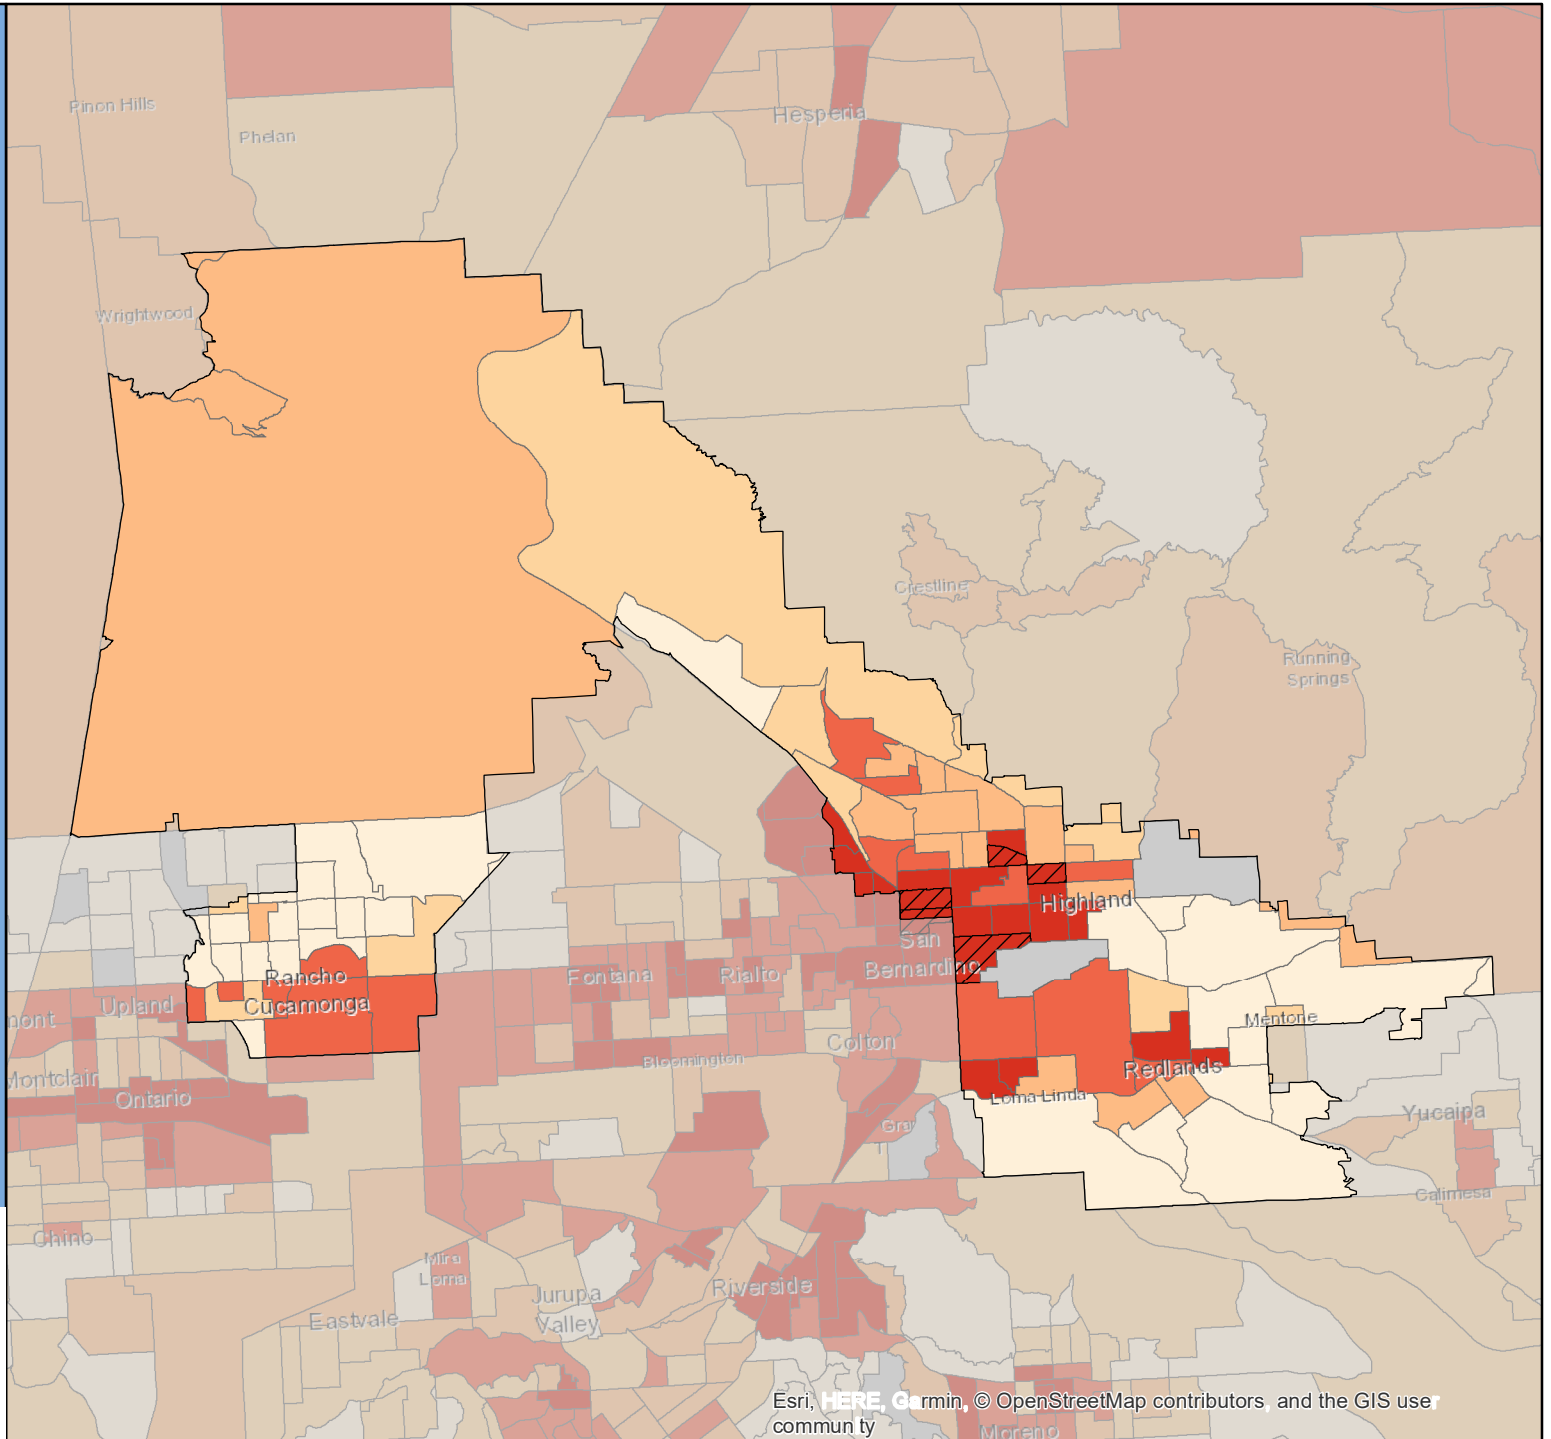 Pinon Hills
Phelan
Hesperia
Wrightwood
Crestline
Running
Springs
Highland
San
Bernardino
Rancho
Cucamonga
Fontana
Rialto
Upland
mont
Mentone
Colton
Bloomington
Montclair
Redlands
Ontario
Loma Linda
Yucaipa
Gra
T
Calimesa
Chino
Mira
Loma
Riverside
Jurupa
Valley
Eastvale
Esri, HERE, Garmin, © OpenStreetMap contributors, and the GIS user
community
Moreno